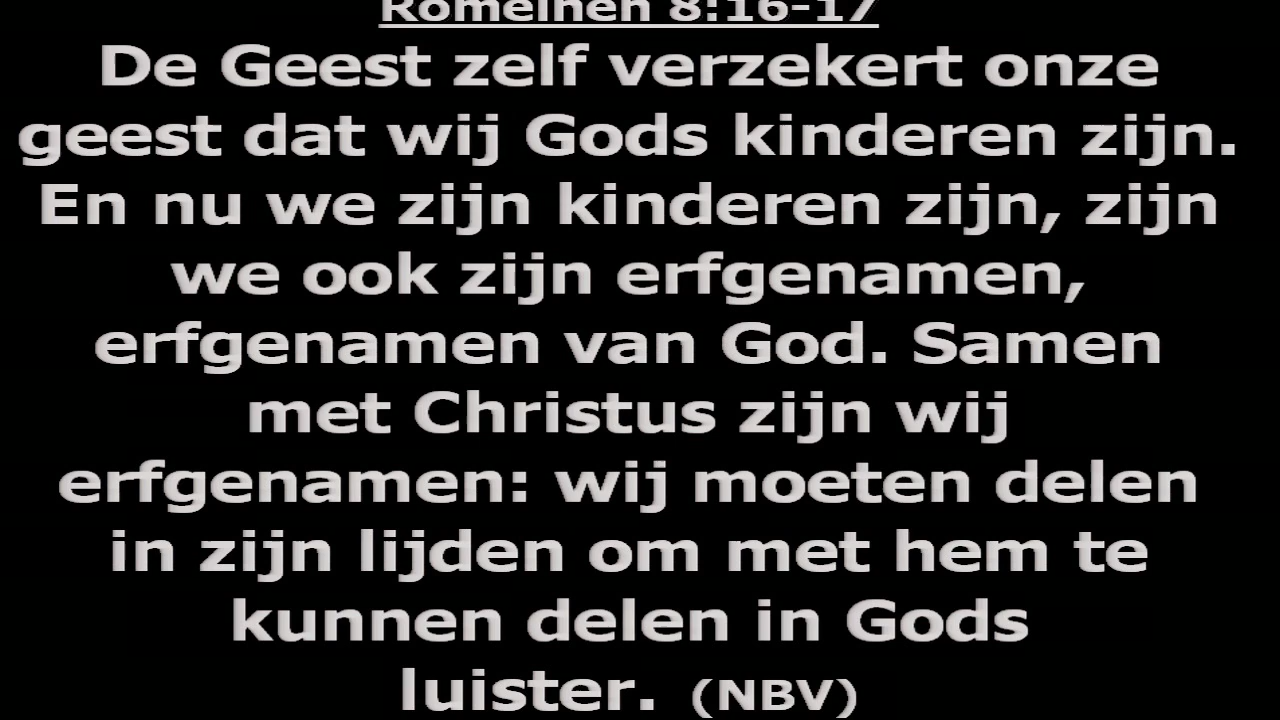 Romeinen 8:16-17
De Geest zelf verzekert onze
geest dat wij Gods kinderen zijn.
En nu we zijn kinderen zijn, zijn
we ook zijn erfgenamen,
erfgenamen van God. Samen
met Christus zijn wij
erfgenamen: wij moeten delen
in zijn lijden om met hem te
kunnen delen in Gods
luister. (NBV)